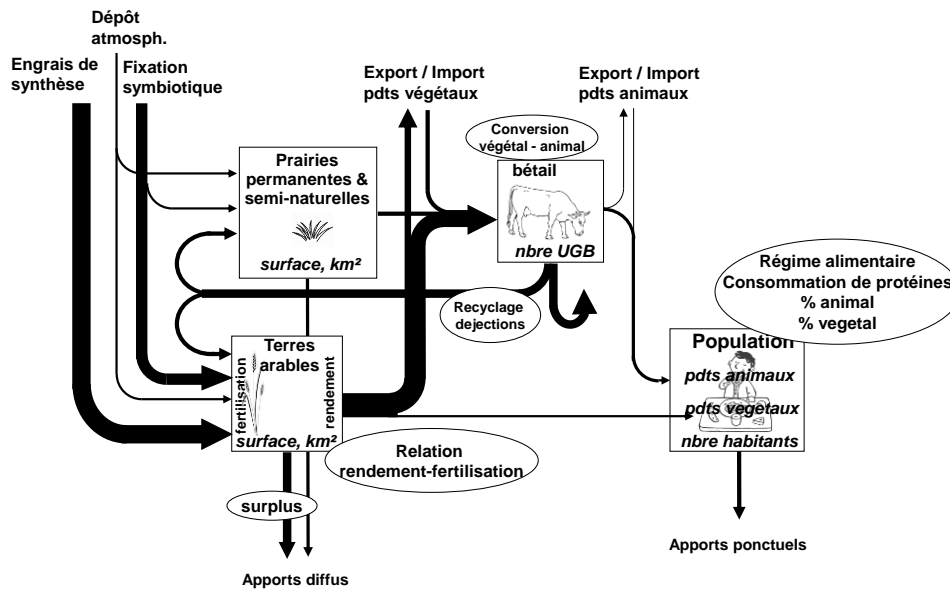 Dépôt
atmosph.
Engrais de
synthèse
Fixation
symbiotique
Export / Import
pdts végétaux
Export / Import
pdts animaux
Conversion
végétal - animal
Prairies
permanentes &
semi-naturelles
surface, km²
bétail
nbre UGB
Régime alimentaire
Consommation de protéines
% animal
% vegetal
Recyclage
dejections
Terres
arables
fertilisation
rendement
surface, km²
Population
pdts animaux
pdts vegetaux
nbre habitants
Relation
rendement-fertilisation
surplus
Apports diffus
Apports ponctuels